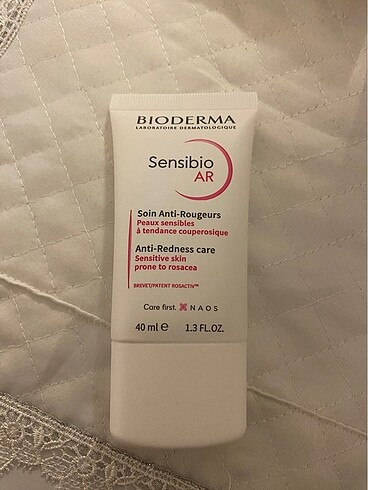 BIODERMA
LABORATOIRE DERMATOLOGIQUE
Sensibio
AR
Soin Anti-Rougeurs
Peaux sensibles
à tendance couperosique
Anti-Redness care
Sensitive skin
prone to rosacea
BREVET/PATENT ROSACTIV™
Care first. NAOS
40 ml e 1.3 FL.OZ.